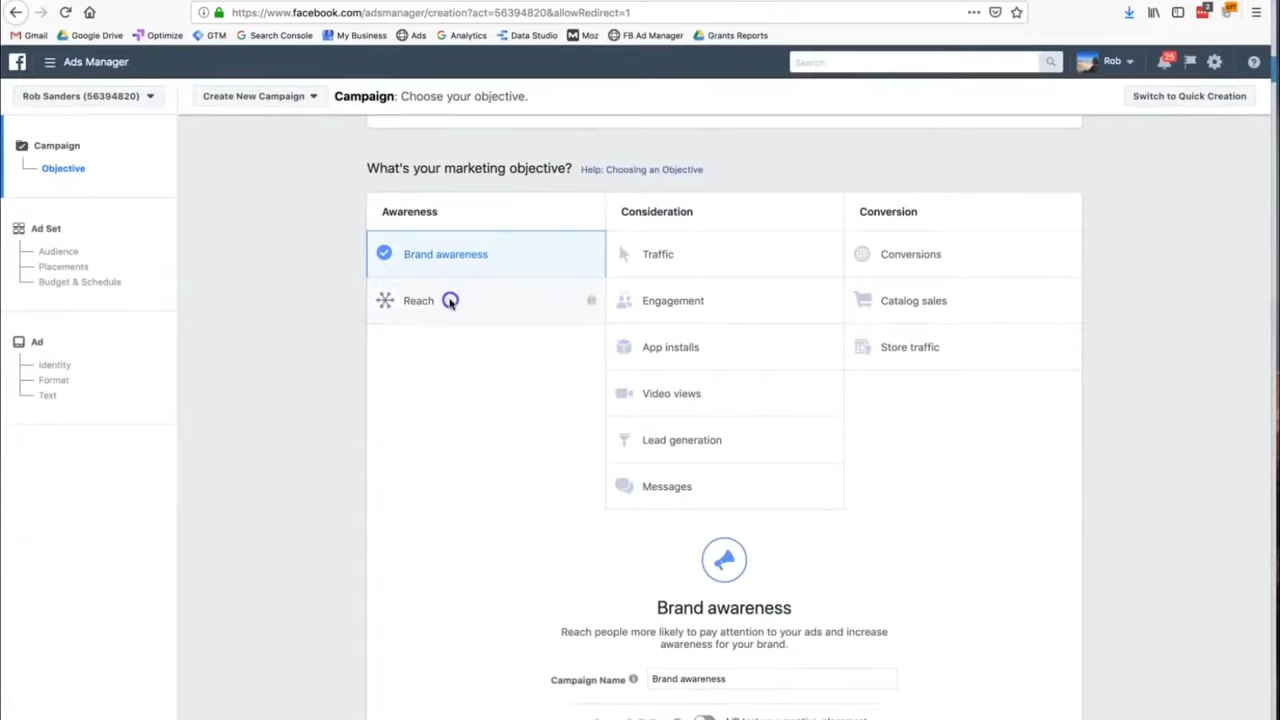 https://www.facebook.com/adsmanager/creation?act=56394820&allowRedirect=1
2
off
Gmail Google Drive Optimize GTM Search Console My Business Ads Analytics Data Studio Moz FB Ad Manager Grants Reports
Ads Manager
Search
Rob
25
Rob Sanders (56394820)
Create New Campaign
Campaign: Choose your objective.
Switch to Quick Creation
Campaign
Objective
Ad Set
Audience
Placements
Budget & Schedule
Ad
Identity
Format
Text
What's your marketing objective? Help: Choosing an Objective
Awareness
Consideration
Conversion
Brand awareness
Traffic
Conversions
Reach
Engagement
Catalog sales
App installs
Store traffic
Video views
Lead generation
Messages
Brand awareness
Reach people more likely to pay attention to your ads and increase
awareness for your brand.
Campaign Name
Brand awareness